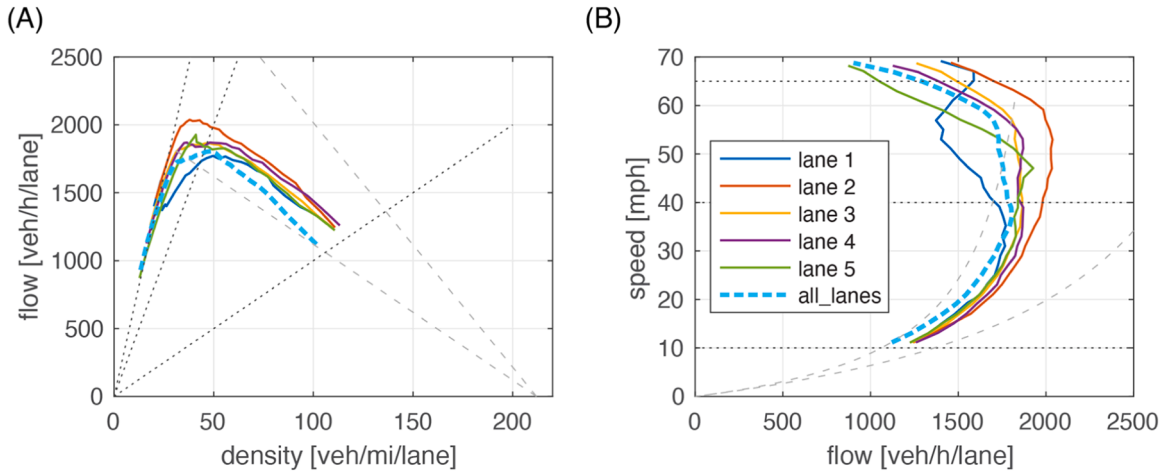 (A)
2500
2000
1500
1000
500
0
0 50 100 150 200
flow [veh/h/lane]
density [veh/mi/lane]
(B)
70
60
50
40
30
20
10
0
0 500 1000 1500 2000 2500
speed [mph]
flow [veh/h/lane]
lane 1
lane 2
lane 3
lane 4
lane 5
all_lanes